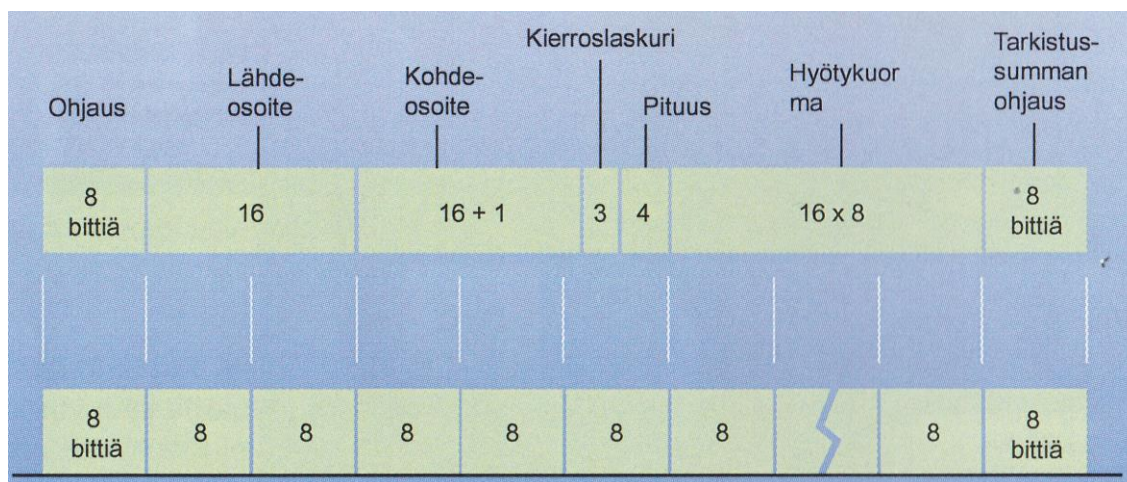 Kierroslaskuri
Ohjaus
Lähde-
osoite
Kohde-
osoite
Pituus
Hyötykuor
ma
Tarkistus-
summan
ohjaus
8
bittiä
16
16 + 1
3
4
16 x 8
8
bittiä
8
bittiä
8
8
8
8
8
8
8
8
bittiä